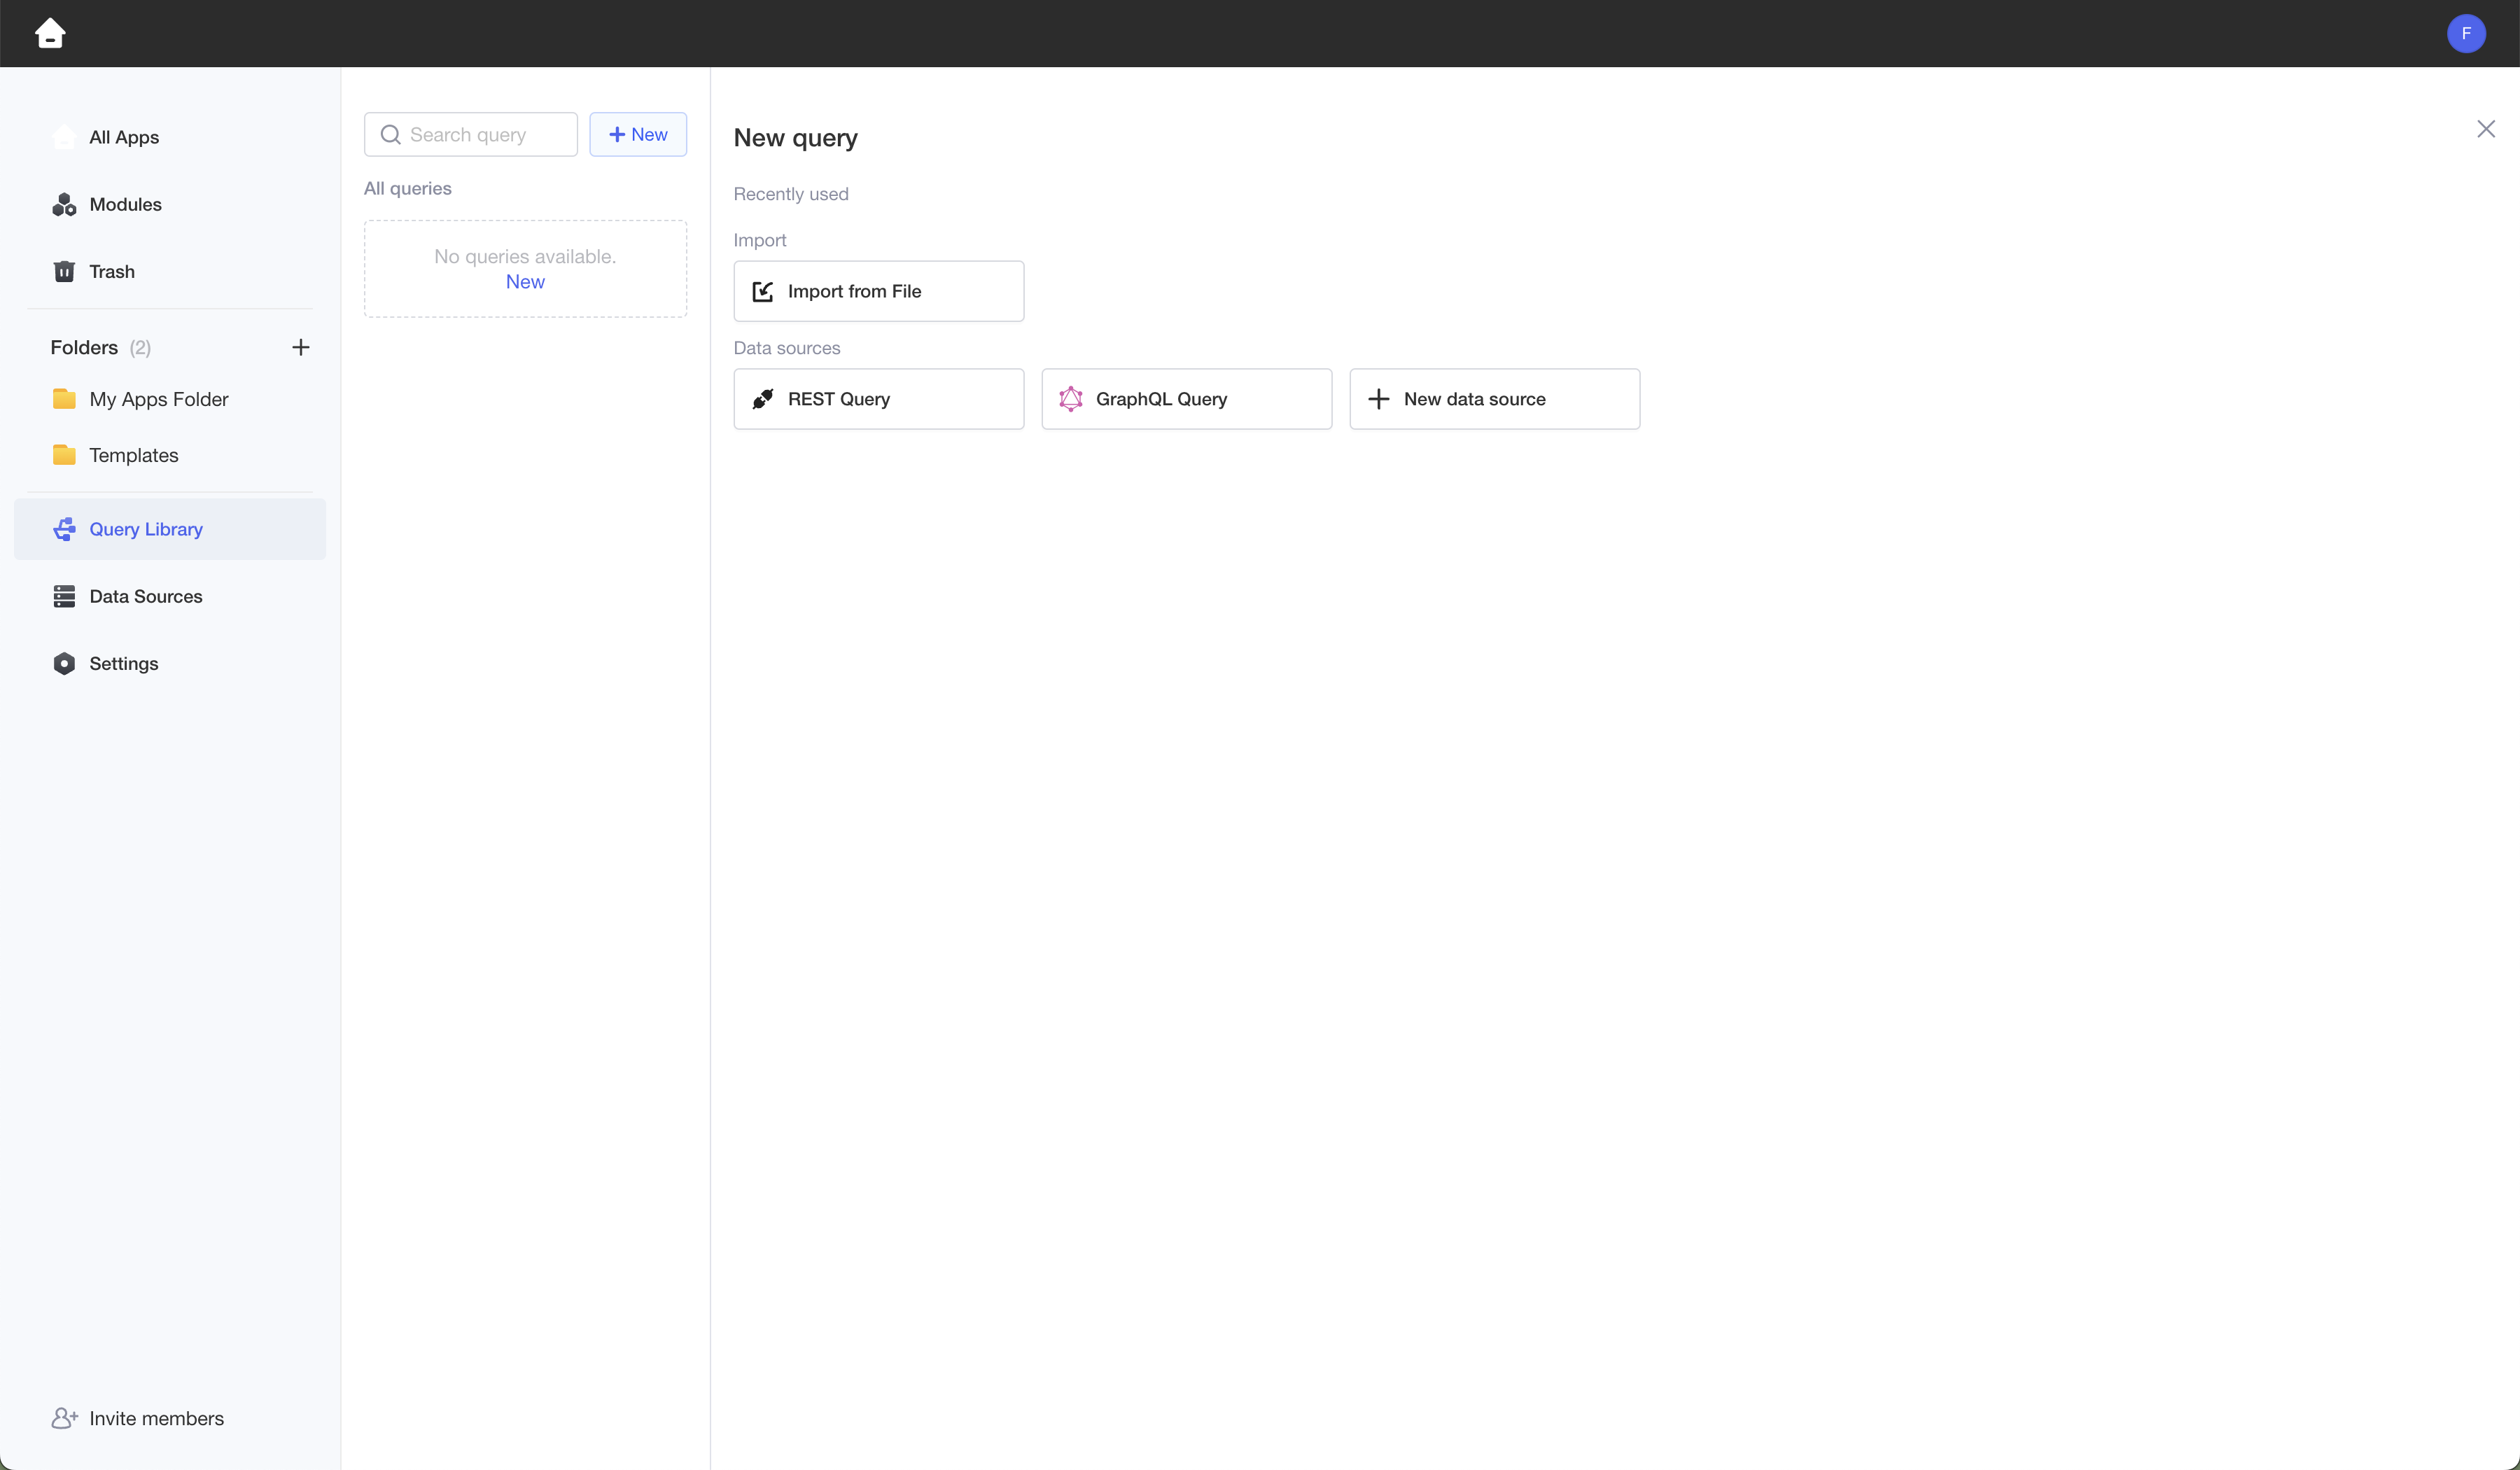 F
All Apps
Modules
Trash
Folders (2)
My Apps Folder
Templates
Query Library
Data Sources
Settings
Invite members
Search query
New
All queries
No queries available.
New
New query
Recently used
Import
Import from File
Data sources
REST Query
GraphQL Query
New data source